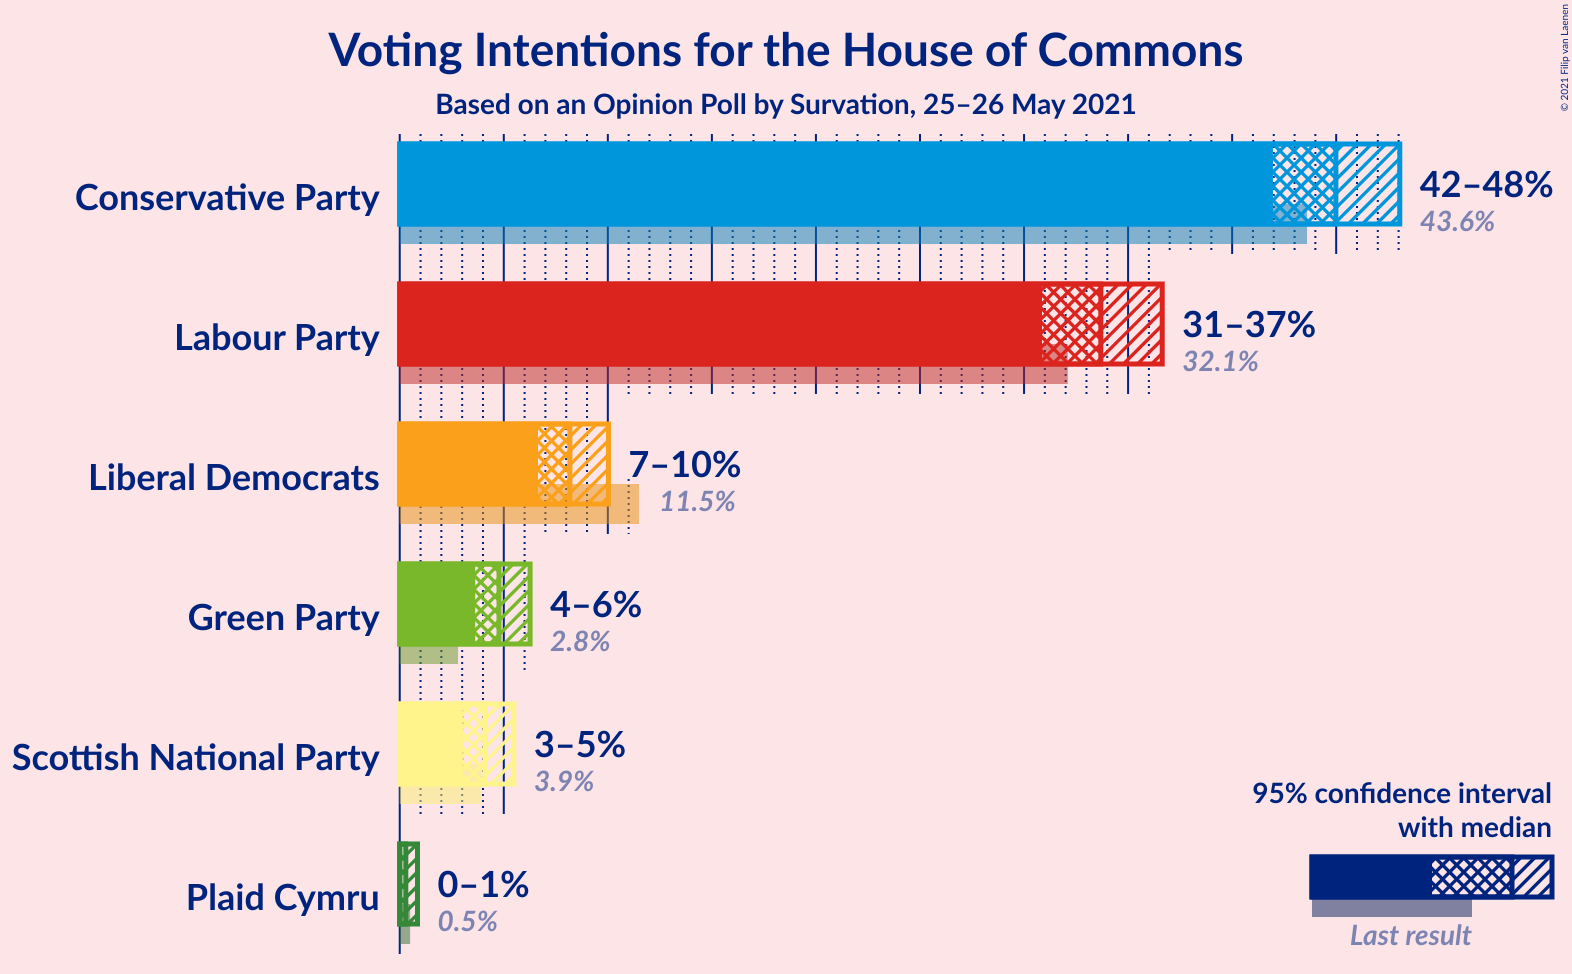 Voting Intentions for the House of Commons
Based on an Opinion Poll by Survation, 25–26 May 2021
© 2021 Filip van Laenen
Conservative Party
42–48%
43.6%
Labour Party
31–37%
32.1%
Liberal Democrats
7–10%
11.5%
Green Party
4–6%
2.8%
Scottish National Party
3–5%
3.9%
Plaid Cymru
0–1%
0.5%
95% confidence interval
with median
Last result